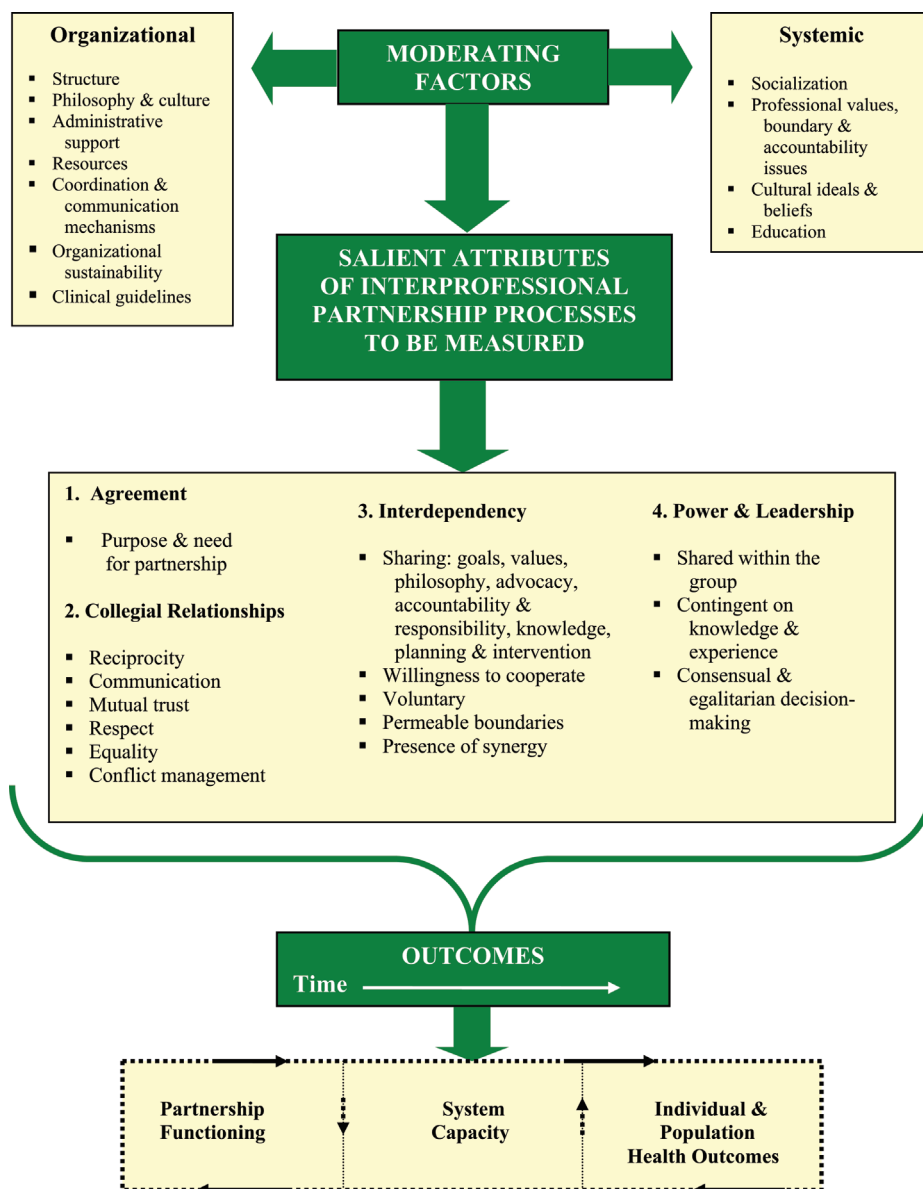 Organizational
▪ Structure
▪ Philosophy & culture
▪ Administrative
support
▪ Resources
▪ Coordination &
communication
mechanisms
▪ Organizational
sustainability
▪ Clinical guidelines
MODERATING
FACTORS
Systemic
▪ Socialization
▪ Professional values,
boundary &
accountability
issues
▪ Cultural ideals &
beliefs
▪ Education
SALIENT ATTRIBUTES
OF INTERPROFESSIONAL
PARTNERSHIP PROCESSES
TO BE MEASURED
1. Agreement
▪ Purpose & need
for partnership
2. Collegial Relationships
▪ Reciprocity
▪ Communication
▪ Mutual trust
▪ Respect
▪ Equality
▪ Conflict management
3. Interdependency
▪ Sharing: goals, values,
philosophy, advocacy,
accountability &
responsibility, knowledge,
planning & intervention
▪ Willingness to cooperate
▪ Voluntary
▪ Permeable boundaries
▪ Presence of synergy
4. Power & Leadership
▪ Shared within the
group
▪ Contingent on
knowledge &
experience
▪ Consensual &
egalitarian decision-
making
OUTCOMES
Time
Partnership
Functioning
System
Capacity
Individual &
Population
Health Outcomes